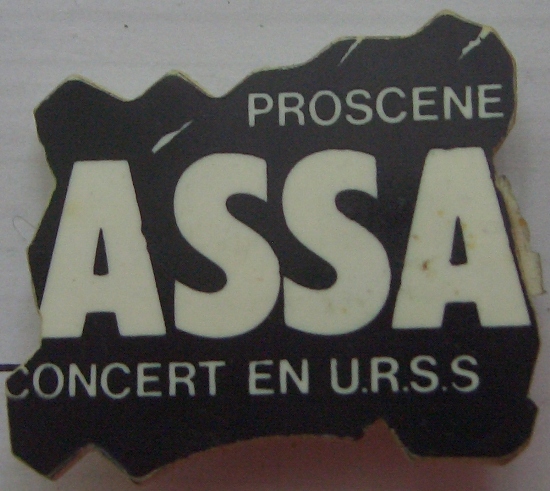 PROSCENE
ASSA
CONCERT EN U.R.S.S